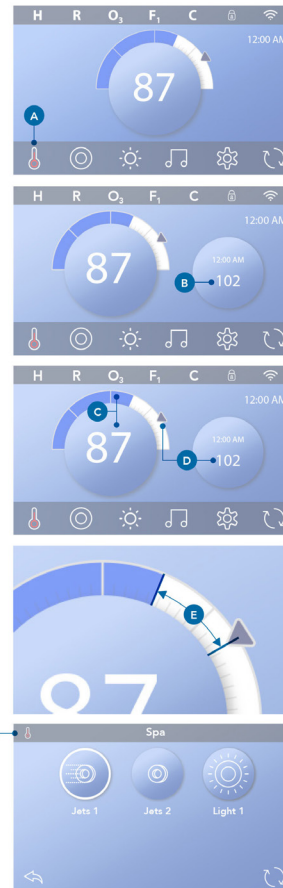 H R O3 F1 C
12:00 AM
87
A
H R O3 F1 C
12:00 AM
87
12:00 AM
B
102
H R O3 F1 C
12:00 AM
C
87
12:00 AM
D
102
E
87
Spa
Jets 1 Jets 2 Light 1